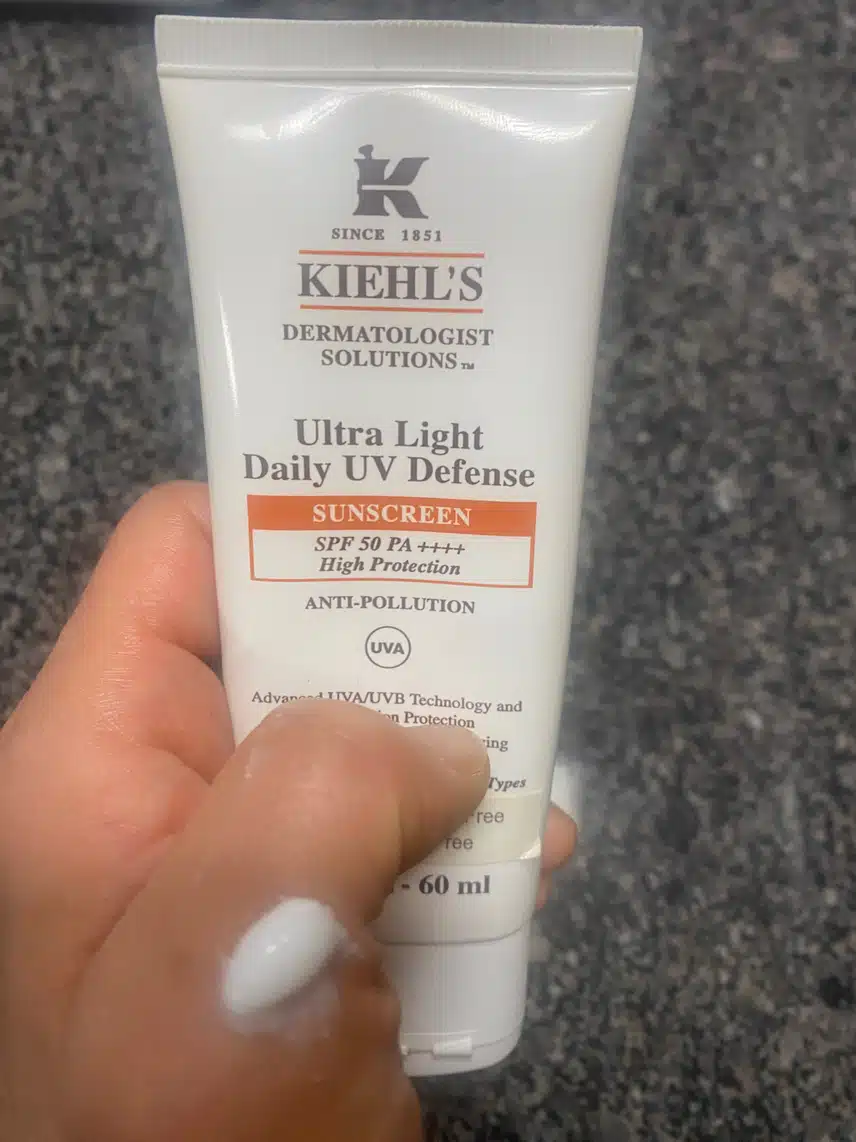 K
SINCE 1851
KIEHL'S
DERMATOLOGIST
SOLUTIONS™
Ultra Light
Daily UV Defense
SUNSCREEN
SPF 50 PA ++++
High Protection
ANTI-POLLUTION
UVA
Advanced UVA/UVB Technology and
Protection
Types
- 60 ml